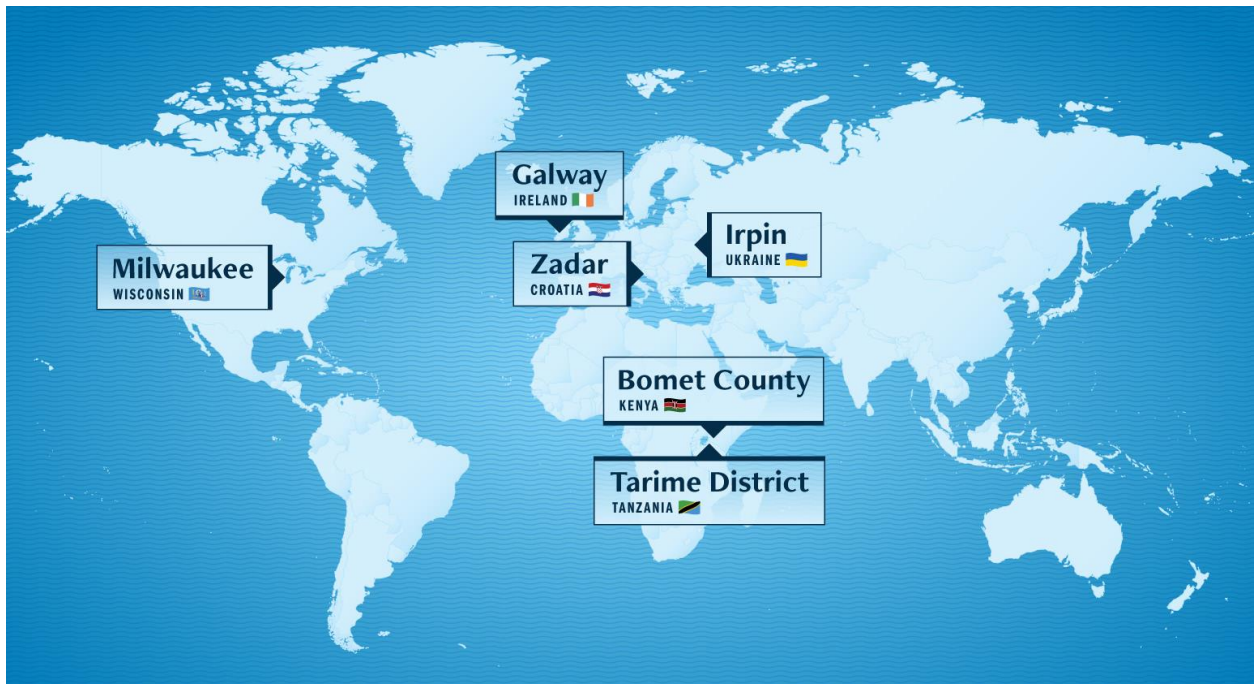 Galway
IRELAND
Irpin
UKRAINE
Milwaukee
WISCONSIN
Zadar
CROATIA
Bomet County
KENYA
Tarime District
TANZANIA